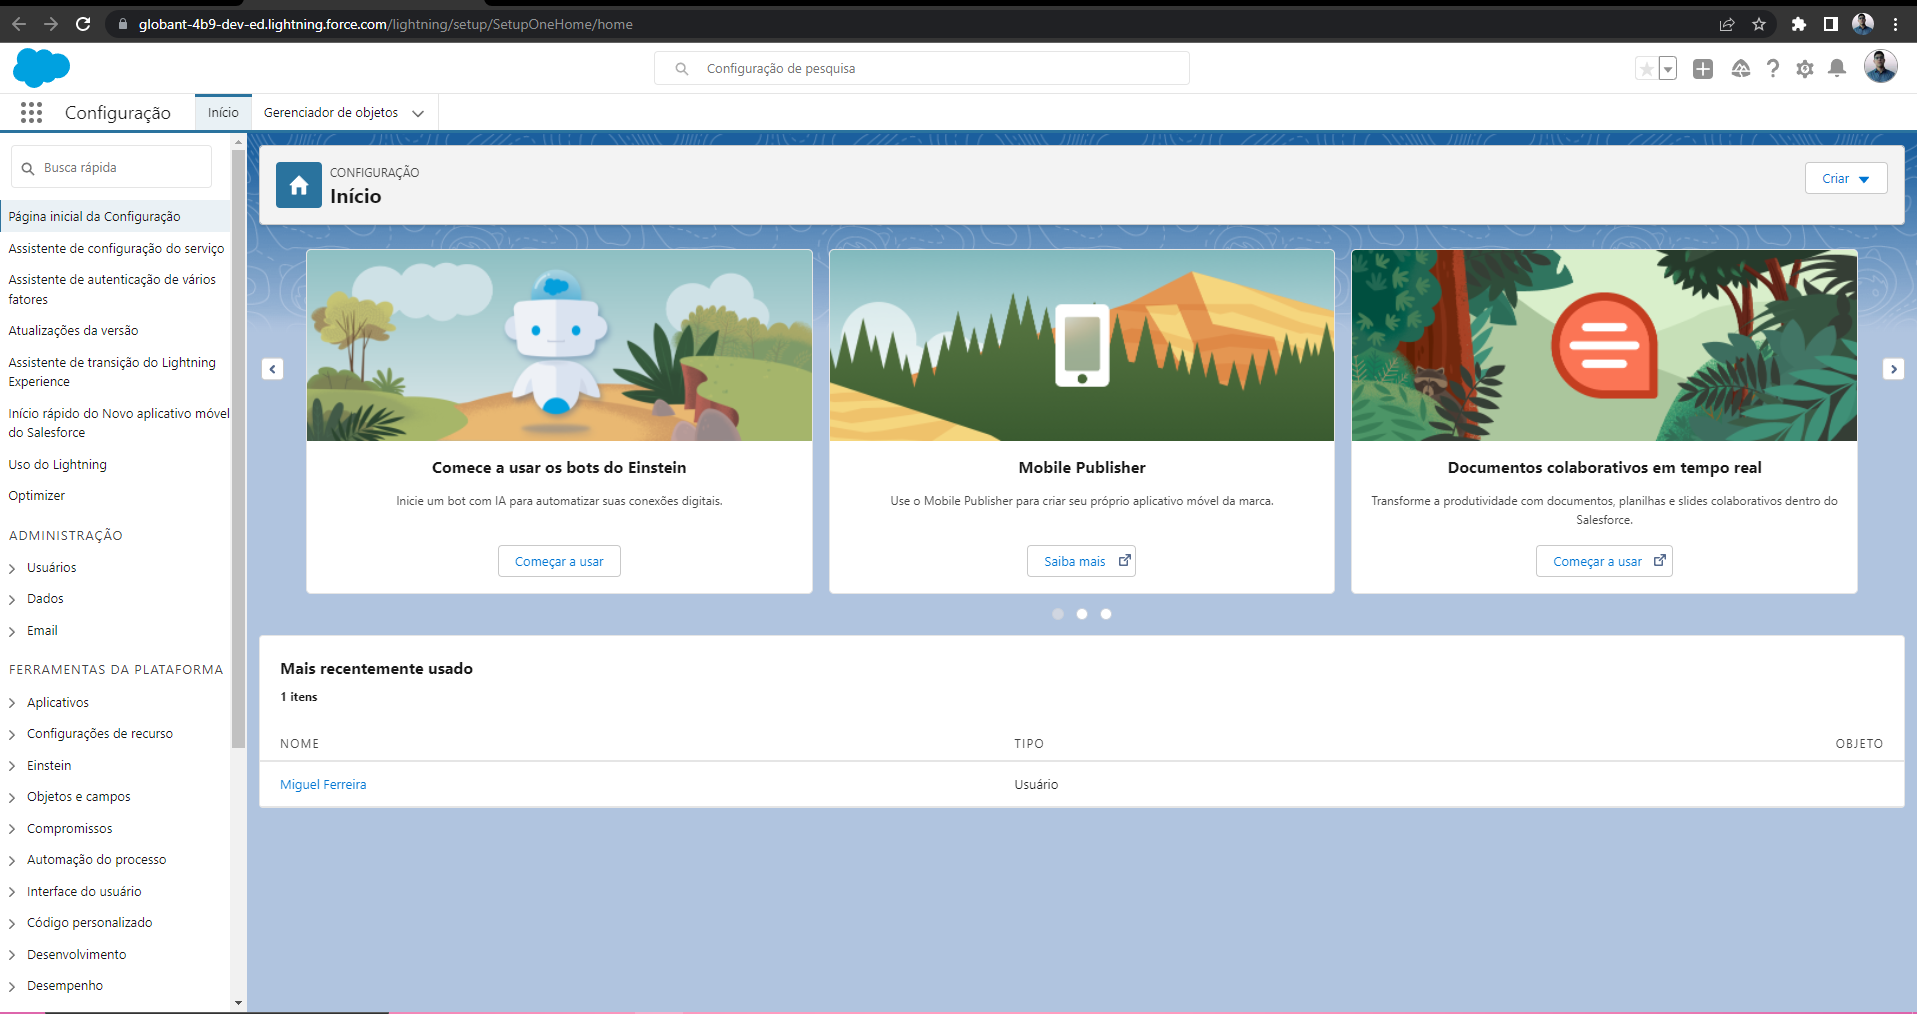 globant-4b9-dev-ed.lightning.force.com/lightning/setup/SetupOneHome/home
Configuração de pesquisa
Configuração
Início
Gerenciador de objetos
Busca rápida
Página inicial da Configuração
Assistente de configuração do serviço
Assistente de autenticação de vários
fatores
Atualizações da versão
Assistente de transição do Lightning
Experience
Início rápido do Novo aplicativo móvel
do Salesforce
Uso do Lightning
Optimizer
ADMINISTRAÇÃO
Usuários
Dados
Email
FERRAMENTAS DA PLATAFORMA
Aplicativos
Configurações de recurso
Einstein
Objetos e campos
Compromissos
Automação do processo
Interface do usuário
Código personalizado
Desenvolvimento
Desempenho
CONFIGURAÇÃO
Início
Criar
Comece a usar os bots do Einstein
Inicie um bot com IA para automatizar suas conexões digitais.
Começar a usar
Mobile Publisher
Use o Mobile Publisher para criar seu próprio aplicativo móvel da marca.
Saiba mais
Documentos colaborativos em tempo real
Transforme a produtividade com documentos, planilhas e slides colaborativos dentro do
Salesforce.
Começar a usar
Mais recentemente usado
1 itens
NOME
TIPO
OBJETO
Miguel Ferreira
Usuário